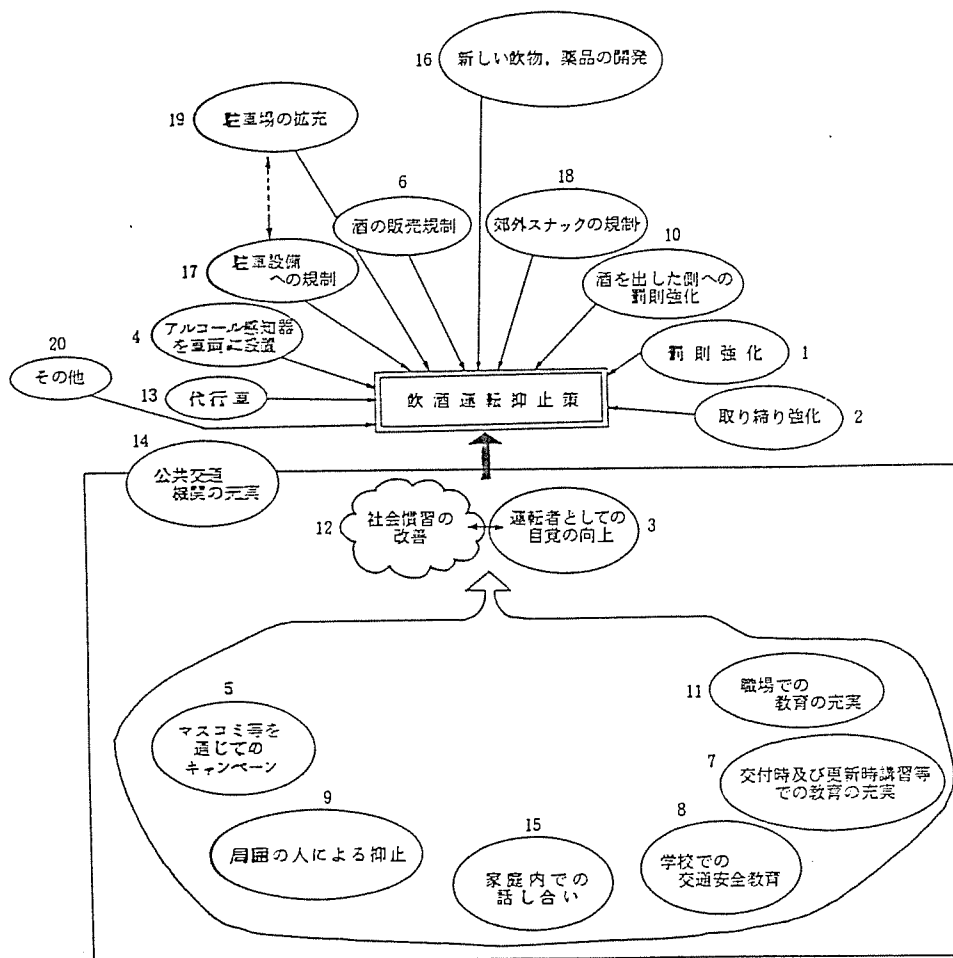 16
新しい飲物，薬品の開発
19
駐車場の拡充
6
酒の販売規制
18
郊外スナックの規制
10
酒を出した側への
罰則強化
17
駐車設備
への規制
4
アルコール感知器
を車両に設置
1
罰則強化
20
その他
13
代行車
飲酒運転抑止策
2
取り締り強化
14
公共交通
機関の充実
12
社会慣習の
改善
運転者としての
自覚の向上
3
5
マスコミ等を
通じての
キャンペーン
11
職場での
教育の充実
7
交付時及び更新時講習等
での教育の充実
9
周囲の人による抑止
15
家庭内での
話し合い
8
学校での
交通安全教育